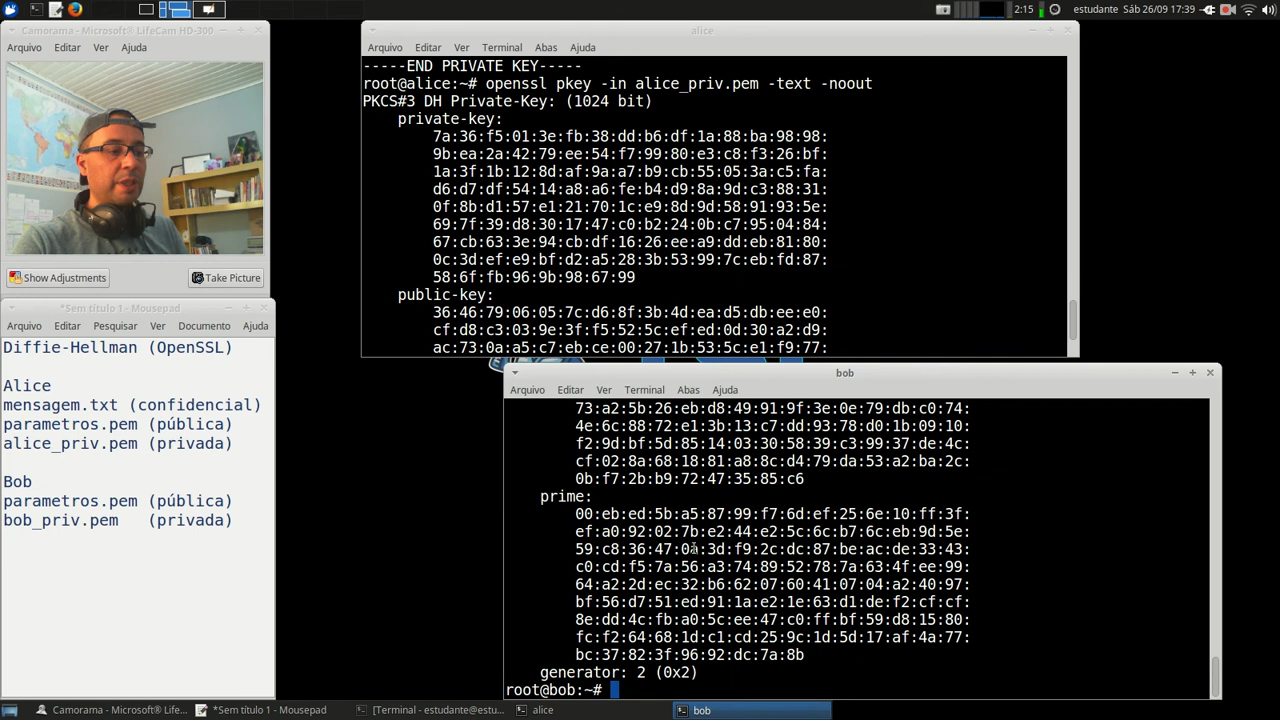 2:15 estudante Sáb 26/09 17:39
Camorama - Microsoft® LifeCam HD-300
Arquivo Editar Ver Ajuda
Show Adjustments Take Picture
*Sem título 1 - Mousepad
Arquivo Editar Pesquisar Ver Documento Ajuda
Diffie-Hellman (OpenSSL)
Alice
mensagem.txt (confidencial)
parametros.pem (pública)
alice_priv.pem (privada)
Bob
parametros.pem (pública)
bob_priv.pem (privada)
alice
Arquivo Editar Ver Terminal Abas Ajuda
-----END PRIVATE KEY-----
root@alice:~# openssl pkey -in alice_priv.pem -text -noout
PKCS#3 DH Private-Key: (1024 bit)
private-key:
7a:36:f5:01:3e:fb:38:dd:b6:df:1a:88:ba:98:98:
9b:ea:2a:42:79:ee:54:f7:99:80:e3:c8:f3:26:bf:
1a:3f:1b:12:8d:af:9a:a7:b9:cb:55:05:3a:c5:fa:
d6:d7:df:54:14:a8:a6:fe:b4:d9:8a:9d:c3:88:31:
0f:8b:d1:57:e1:21:70:1c:e9:8d:9d:58:91:93:5e:
69:7f:39:d8:30:17:47:c0:b2:24:0b:c7:95:04:84:
67:cb:63:3e:94:cb:df:16:26:ee:a9:dd:eb:81:80:
0c:3d:ef:e9:bf:d2:a5:28:3b:53:99:7c:eb:fd:87:
58:6f:fb:96:9b:98:67:99
public-key:
36:46:79:06:05:7c:d6:8f:3b:4d:ea:d5:db:ee:e0:
cf:d8:c3:03:9e:3f:f5:52:5c:ef:ed:0d:30:a2:d9:
ac:73:0a:a5:c7:eb:ce:00:27:1b:53:5c:e1:f9:77:
bob
Arquivo Editar Ver Terminal Abas Ajuda
73:a2:5b:26:eb:d8:49:91:9f:3e:0e:79:db:c0:74:
4e:6c:88:72:e1:3b:13:c7:dd:93:78:d0:1b:09:10:
f2:9d:bf:5d:85:14:03:30:58:39:c3:99:37:de:4c:
cf:02:8a:68:18:81:a8:8c:d4:79:da:53:a2:ba:2c:
0b:f7:2b:b9:72:47:35:85:c6
prime:
00:eb:ed:5b:a5:87:99:f7:6d:ef:25:6e:10:ff:3f:
ef:a0:92:02:7b:e2:44:e2:5c:6c:b7:6c:eb:9d:5e:
59:c8:36:47:0a:3d:f9:2c:dc:87:be:ac:de:33:43:
c0:cd:f5:7a:56:a3:74:89:52:78:7a:63:4f:ee:99:
64:a2:2d:ec:32:b6:62:07:60:41:07:04:a2:40:97:
bf:56:d7:51:ed:91:1a:e2:1e:63:d1:de:f2:cf:cf:
8e:dd:4c:fb:a0:5c:ee:47:c0:ff:bf:59:d8:15:80:
fc:f2:64:68:1d:c1:cd:25:9c:1d:5d:17:af:4a:77:
bc:37:82:3f:96:92:dc:7a:8b
generator: 2 (0x2)
root@bob:~#
Camorama - Microsoft® Life... *Sem título 1 - Mousepad [Terminal - estudante@estu... alice bob